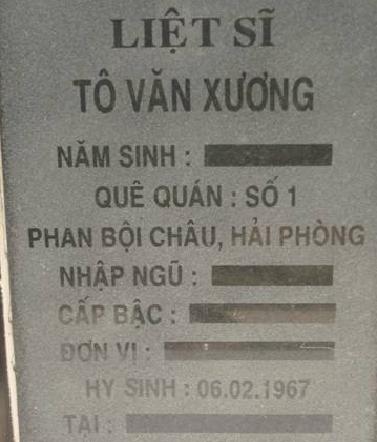 LIỆT SĨ
TÔ VĂN XƯƠNG
NĂM SINH :
QUÊ QUÁN : SỐ 1
PHAN BỘI CHÂU, HẢI PHÒNG
NHẬP NGŨ :
CẤP BẬC :
ĐƠN VỊ :
HY SINH : 06.02.1967
TẠI :